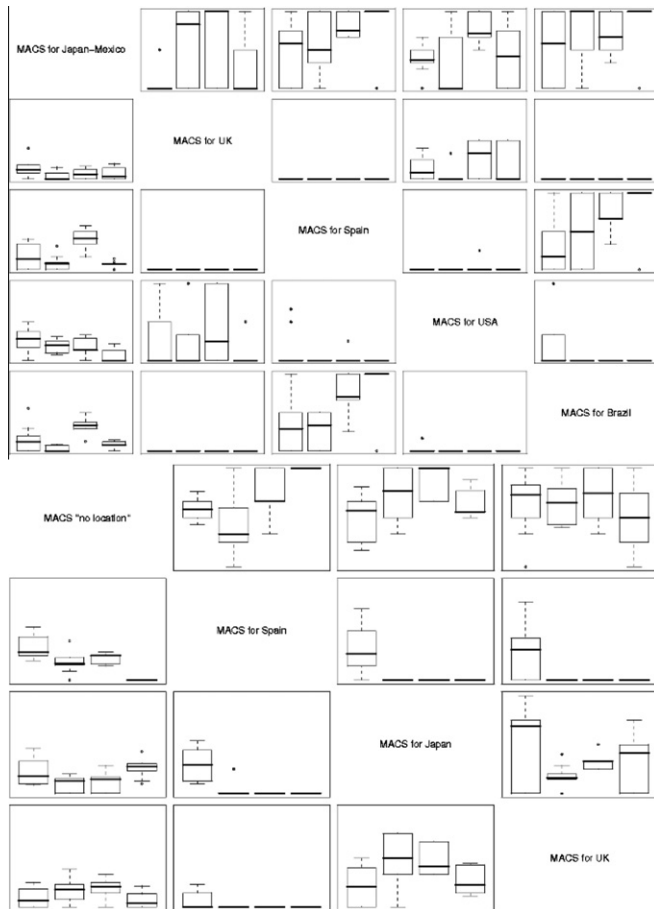 MACS for Japan-Mexico
MACS for UK
MACS for Spain
MACS for USA
MACS for Brazil
MACS "no location"
MACS for Spain
MACS for Japan
MACS for UK